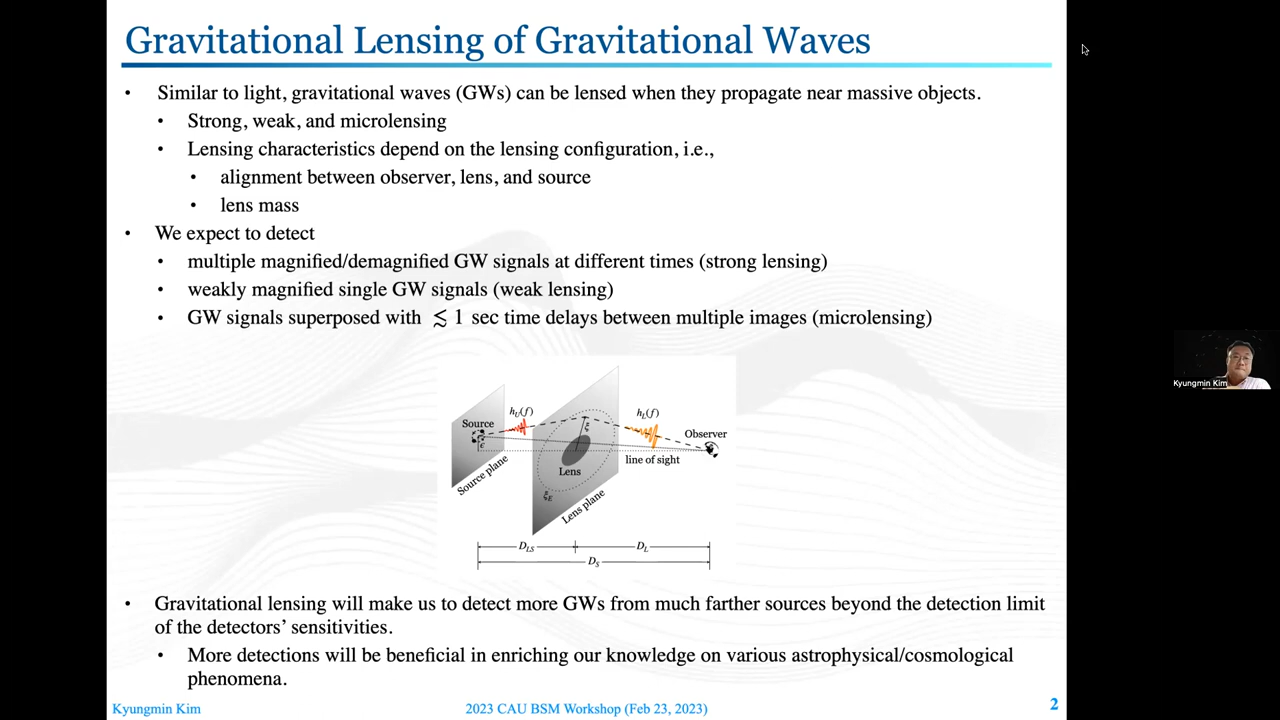 Gravitational Lensing of Gravitational Waves
• Similar to light, gravitational waves (GWs) can be lensed when they propagate near massive objects.
• Strong, weak, and microlensing
• Lensing characteristics depend on the lensing configuration, i.e.,
• alignment between observer, lens, and source
• lens mass
• We expect to detect
• multiple magnified/demagnified GW signals at different times (strong lensing)
• weakly magnified single GW signals (weak lensing)
• GW signals superposed with ≲ 1 sec time delays between multiple images (microlensing)
Kyungmin Kim
h_U(f)
h_L(f)
Source
ξ
Observer
ϵ
line of sight
Lens
Source plane
ξ_E
Lens plane
D_LS
D_L
D_S
• Gravitational lensing will make us to detect more GWs from much farther sources beyond the detection limit
of the detectors’ sensitivities.
• More detections will be beneficial in enriching our knowledge on various astrophysical/cosmological
phenomena.
Kyungmin Kim
2023 CAU BSM Workshop (Feb 23, 2023)
2